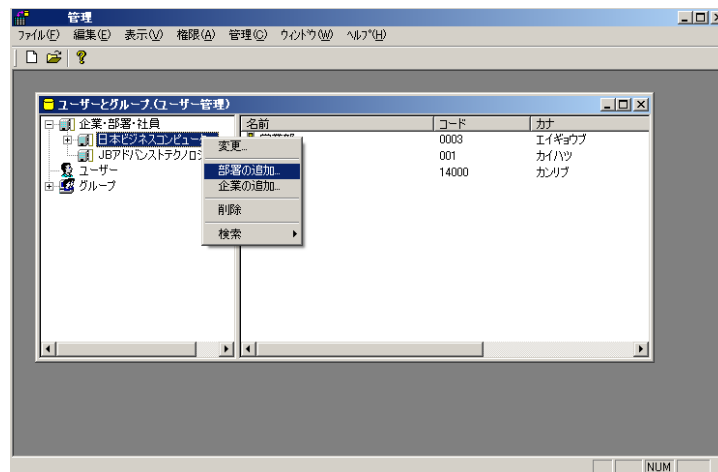 管理
ファイル(F) 編集(E) 表示(V) 権限(A) 管理(C) ウィンドウ(W) ヘルプ(H)
ユーザーとグループ.(ユーザー管理)
企業・部署・社員
日本ビジネスコンピュー
JBアドバンストテクノロジ
ユーザー
グループ
変更...
部署の追加...
企業の追加...
削除
検索
名前 コード カナ
営業部 0003 エイギョウブ
001 カイハツ
14000 カンリブ
NUM